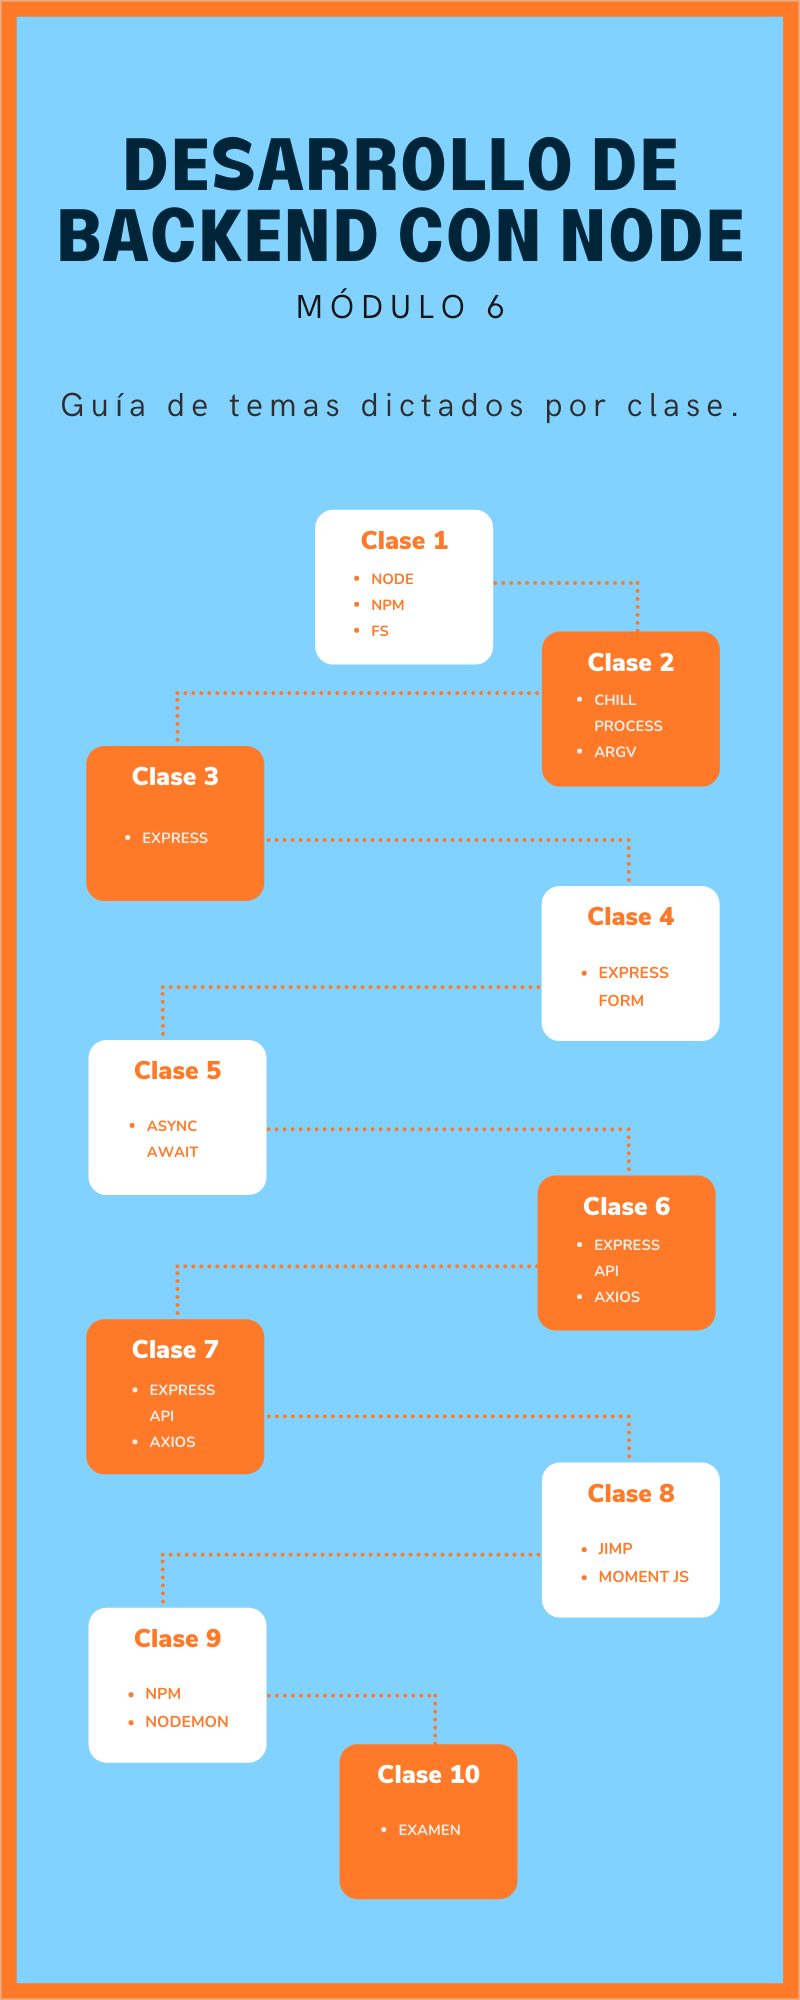 DESARROLLO DE
BACKEND CON NODE
MÓDULO 6
Guía de temas dictados por clase.
Clase 1
• NODE
• NPM
• FS
Clase 2
• CHILL
PROCESS
• ARGV
Clase 3
• EXPRESS
Clase 4
• EXPRESS
FORM
Clase 5
• ASYNC
AWAIT
Clase 6
• EXPRESS
API
• AXIOS
Clase 7
• EXPRESS
API
• AXIOS
Clase 8
• JIMP
• MOMENT JS
Clase 9
• NPM
• NODEMON
Clase 10
• EXAMEN